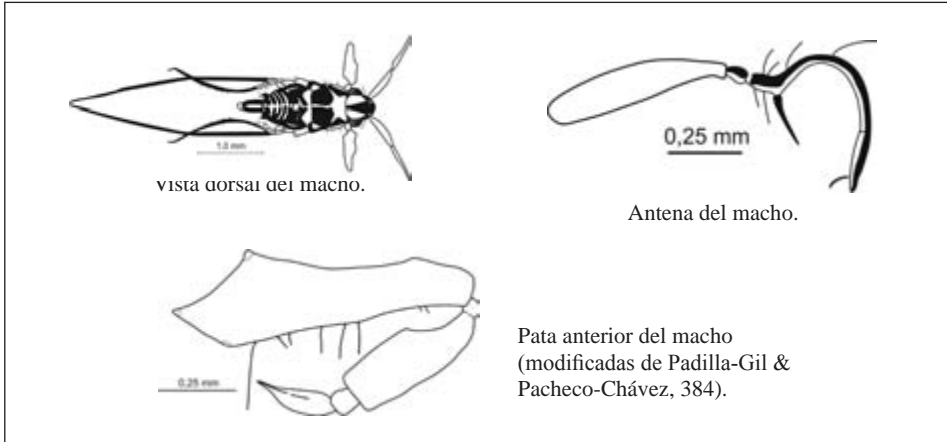 1.0 mm
Vista dorsal del macho.
0,25 mm
Antena del macho.
0.25 mm
Pata anterior del macho
(modificadas de Padilla-Gil &
Pacheco-Chávez, 384).